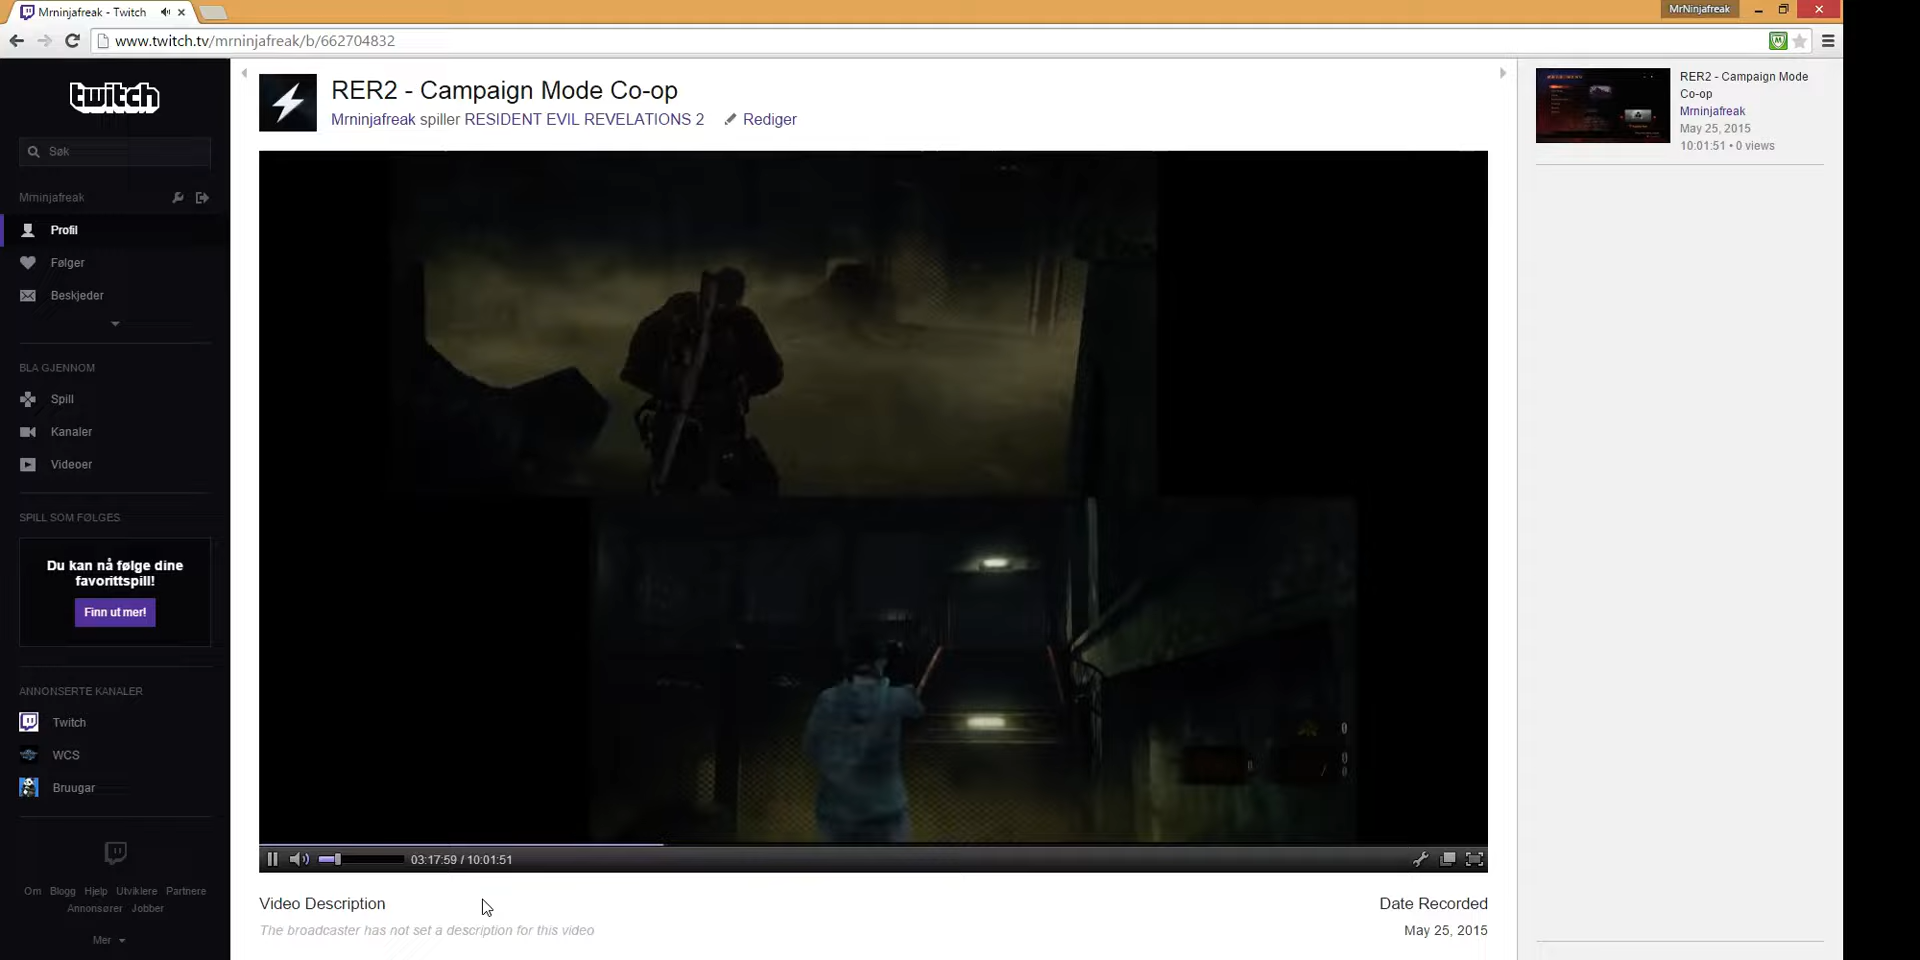 Mrninjafreak - Twitch
MrNinjafreak
www.twitch.tv/mrninjafreak/b/662704832
twitch
Søk
Mrninjafreak
Profil
Følger
Beskjeder
BLA GJENNOM
Spill
Kanaler
Videoer
SPILL SOM FØLGES
Du kan nå følge dine
favorittspill!
Finn ut mer!
ANNONSERTE KANALER
Twitch
WCS
Bruugar
Om Blogg Hjelp Utviklere Partnere
Annonsører Jobber
Mer
RER2 - Campaign Mode Co-op
Mrninjafreak spiller RESIDENT EVIL REVELATIONS 2 Rediger
0
0
/ 0
03:17:59 / 10:01:51
Video Description
The broadcaster has not set a description for this video
Date Recorded
May 25, 2015
RER2 - Campaign Mode
Co-op
Mrninjafreak
May 25, 2015
10:01:51 • 0 views